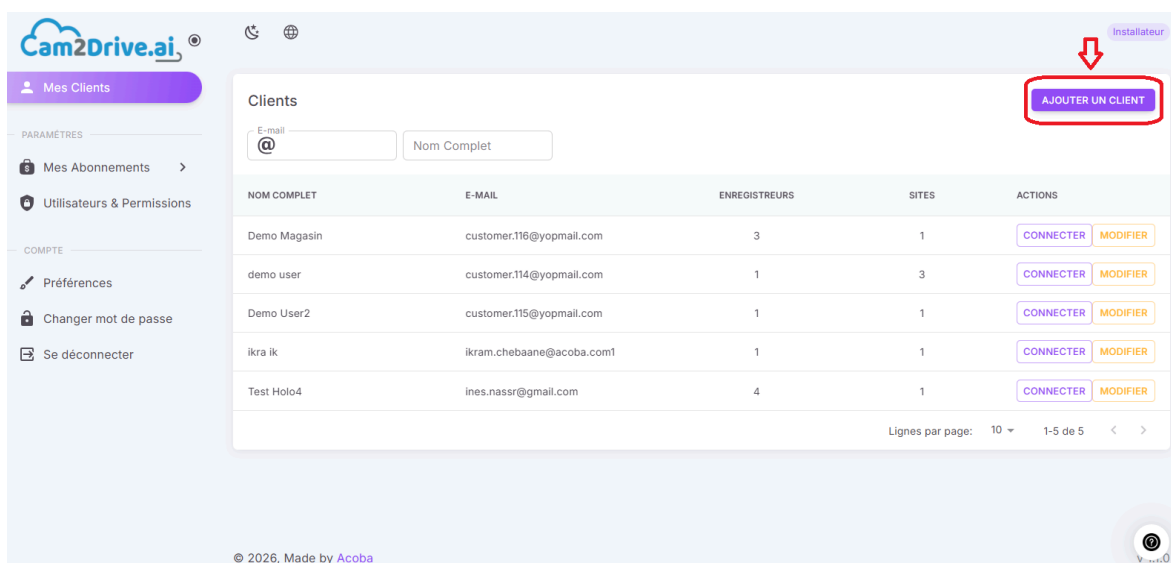 Cam2Drive.ai
Installateur
Mes Clients
PARAMÈTRES
Mes Abonnements
Utilisateurs & Permissions
COMPTE
Préférences
Changer mot de passe
Se déconnecter
Clients
AJOUTER UN CLIENT
E-mail
@
Nom Complet
NOM COMPLET E-MAIL ENREGISTREURS SITES ACTIONS
Demo Magasin customer.116@yopmail.com 3 1 CONNECTER MODIFIER
demo user customer.114@yopmail.com 1 3 CONNECTER MODIFIER
Demo User2 customer.115@yopmail.com 1 1 CONNECTER MODIFIER
ikra ik ikram.chebaane@acoba.com1 1 1 CONNECTER MODIFIER
Test Holo4 ines.nassr@gmail.com 4 1 CONNECTER MODIFIER
Lignes par page: 10 1-5 de 5
© 2026, Made by Acoba